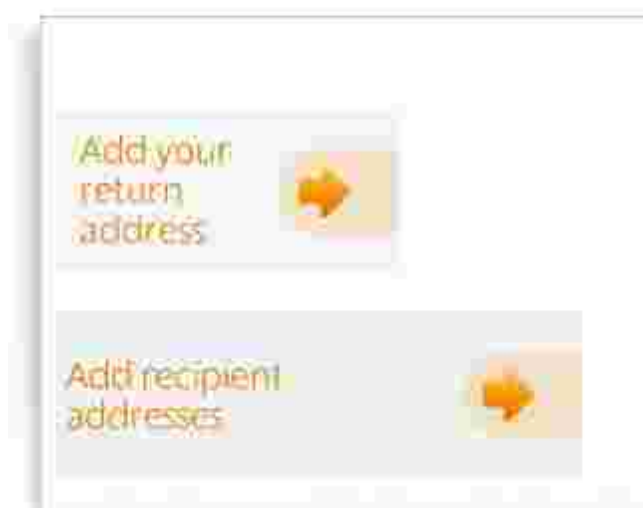 Add your
return
address
Add recipient
addresses